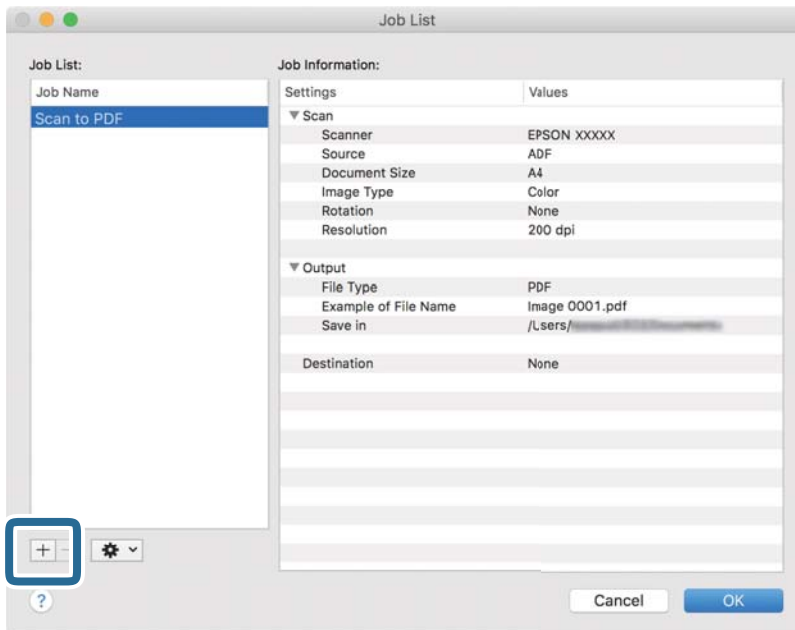 Job List
Job List:
Job Information:
Job Name
Scan to PDF
Settings Values
Scan
Scanner EPSON XXXXX
Source ADF
Document Size A4
Image Type Color
Rotation None
Resolution 200 dpi
Output
File Type PDF
Example of File Name Image 0001.pdf
Save in /Lsers/
Destination None
+ -
?
Cancel OK